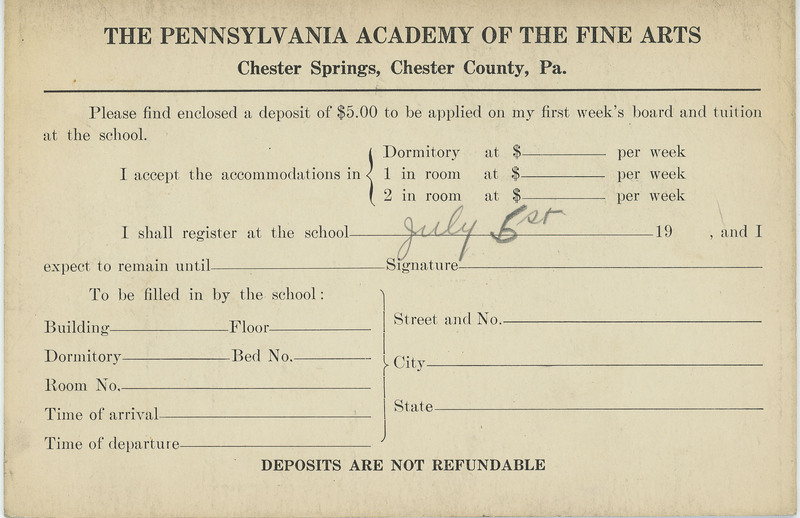 THE PENNSYLVANIA ACADEMY OF THE FINE ARTS
Chester Springs, Chester County, Pa.
Please find enclosed a deposit of $5.00 to be applied on my first week's board and tuition
at the school.
I accept the accommodations in
Dormitory at $ per week
1 in room at $ per week
2 in room at $ per week
I shall register at the school July 5st 19 , and I
expect to remain until Signature
To be filled in by the school:
Building Floor
Dormitory Bed No.
Room No.
Time of arrival
Time of departure
Street and No.
City
State
DEPOSITS ARE NOT REFUNDABLE